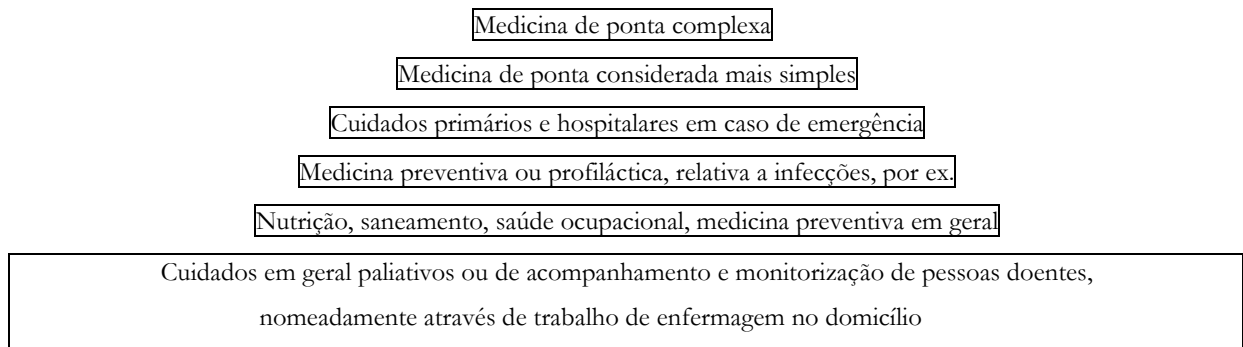 Medicina de ponta complexa
Medicina de ponta considerada mais simples
Cuidados primários e hospitalares em caso de emergência
Medicina preventiva ou profiláctica, relativa a infecções, por ex.
Nutrição, saneamento, saúde ocupacional, medicina preventiva em geral
Cuidados em geral paliativos ou de acompanhamento e monitorização de pessoas doentes,
nomeadamente através de trabalho de enfermagem no domicílio